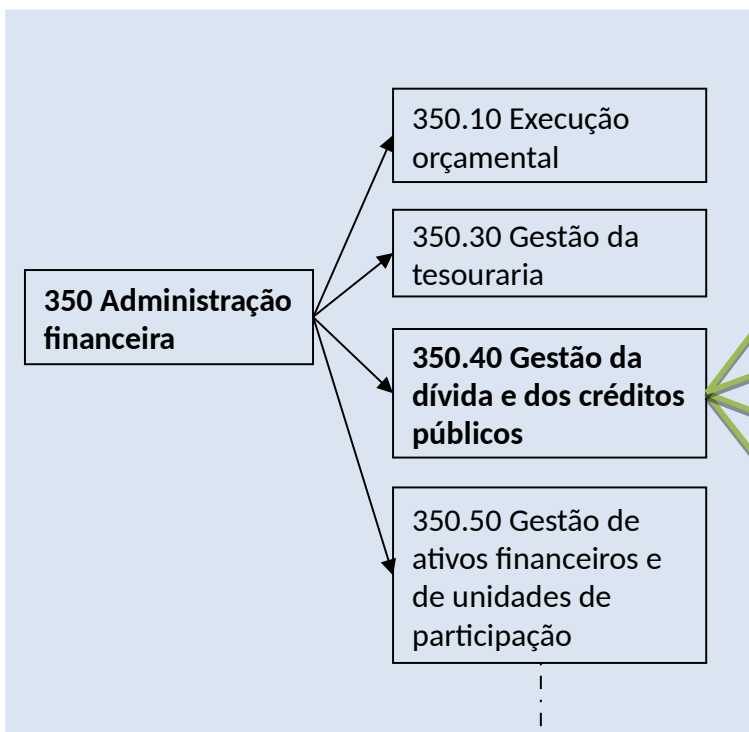 350.10 Execução
orçamental
350.30 Gestão da
tesouraria
350 Administração
financeira
350.40 Gestão da
dívida e dos créditos
públicos
350.50 Gestão de
ativos financeiros e
de unidades de
participação